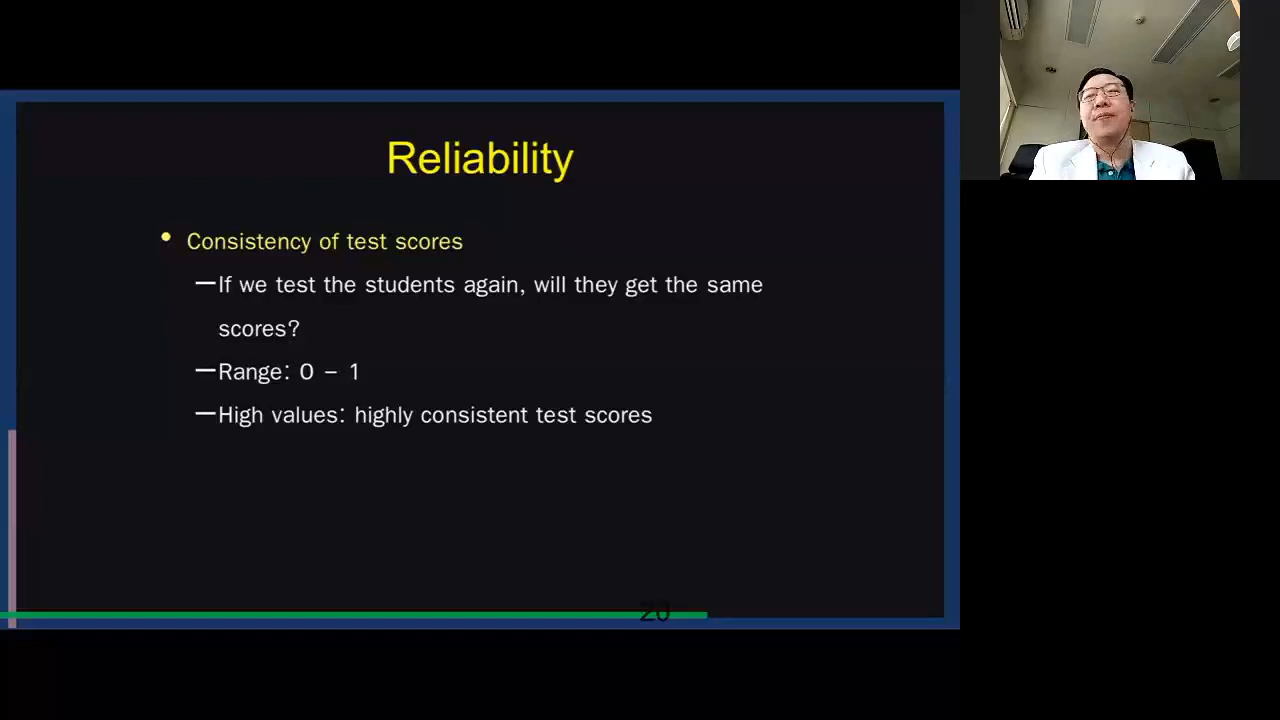 Reliability
• Consistency of test scores
—If we test the students again, will they get the same
scores?
—Range: 0 – 1
—High values: highly consistent test scores
20